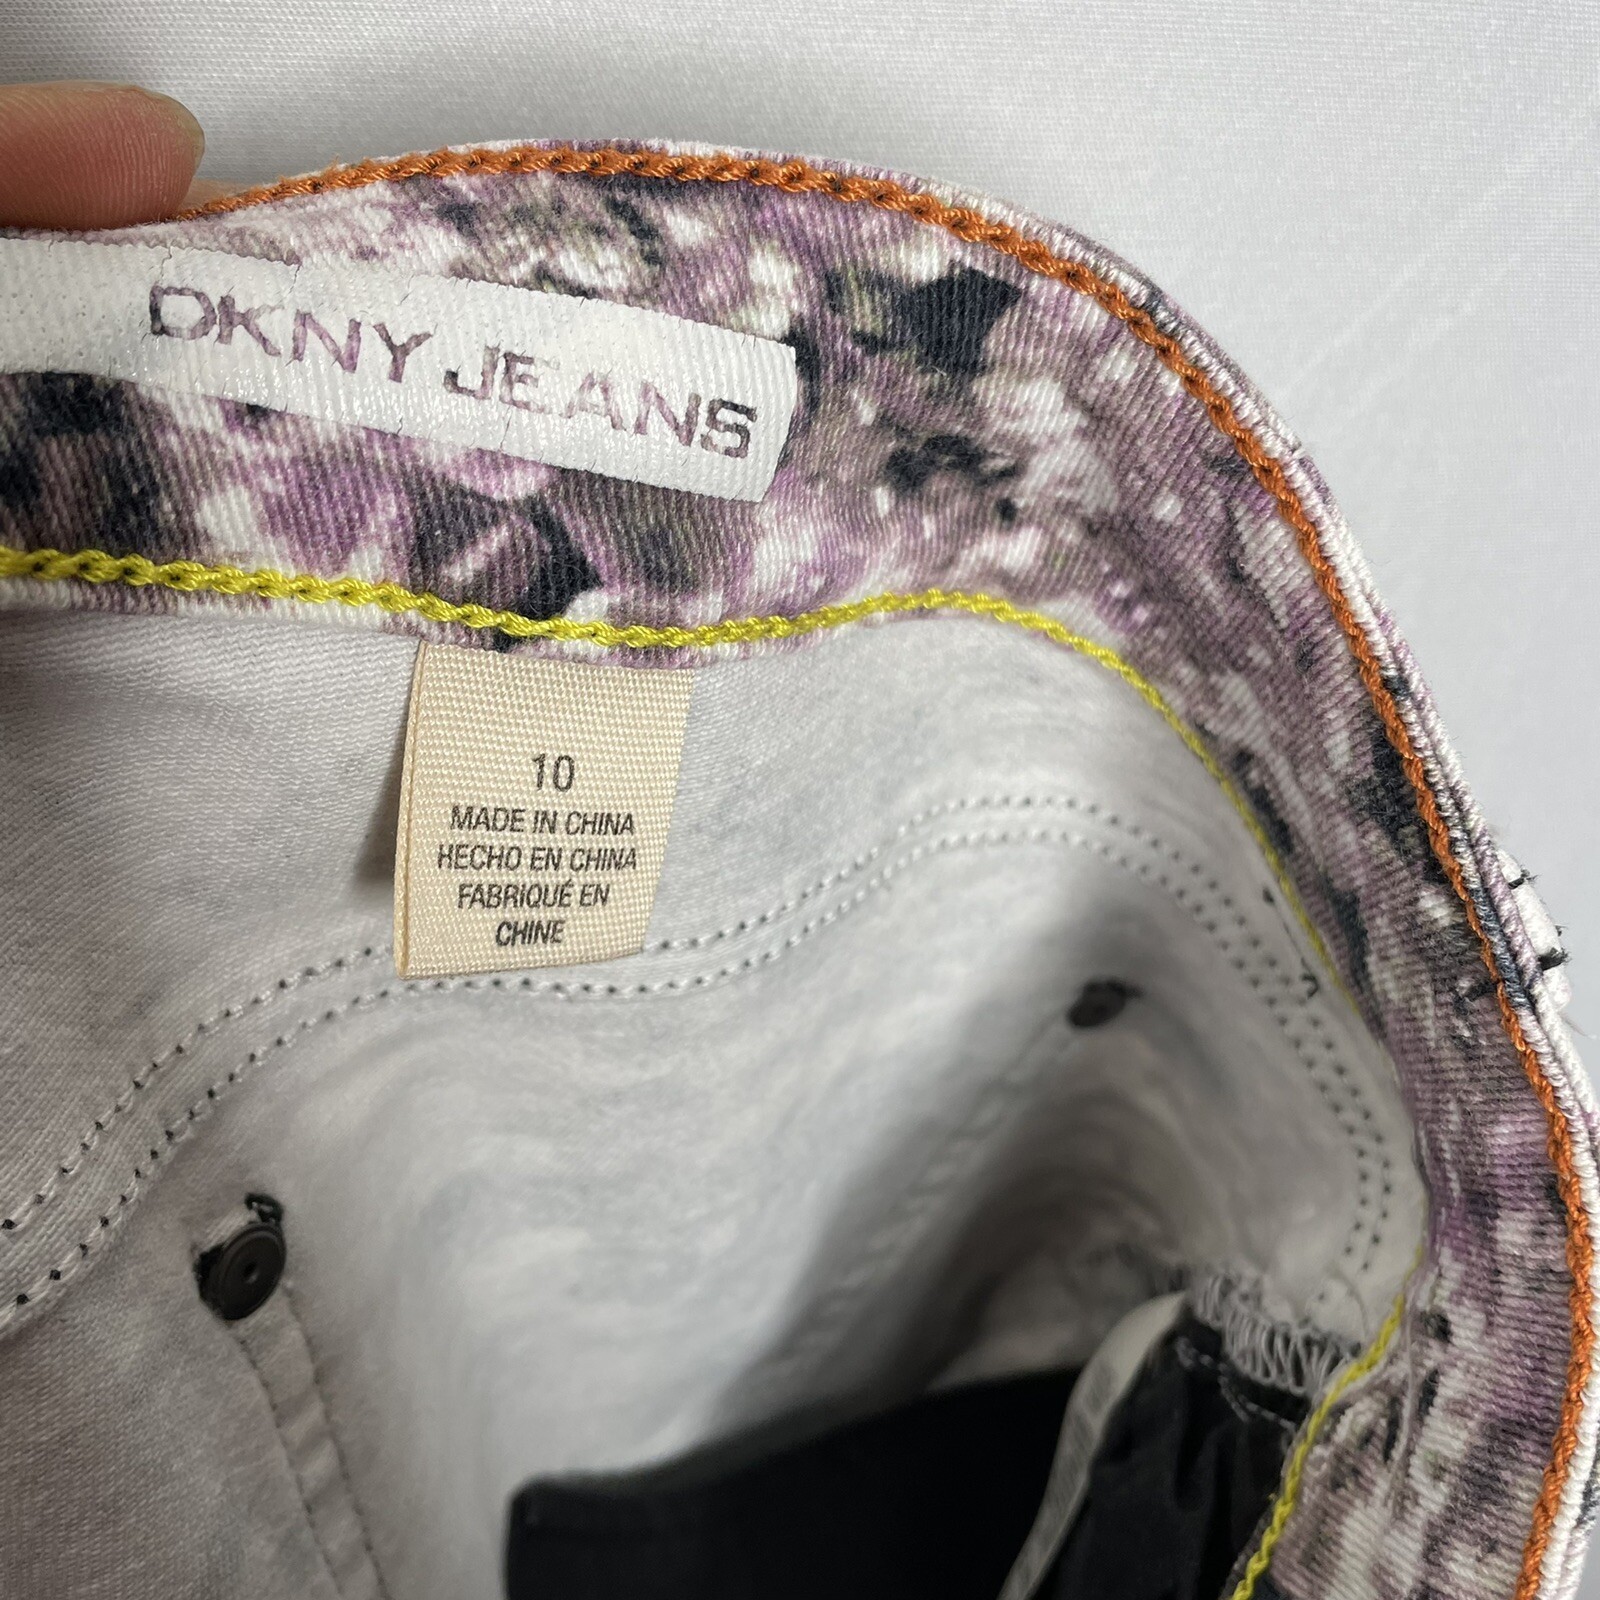 DKNY JEANS
10
MADE IN CHINA
HECHO EN CHINA
FABRIQUÉ EN
CHINE